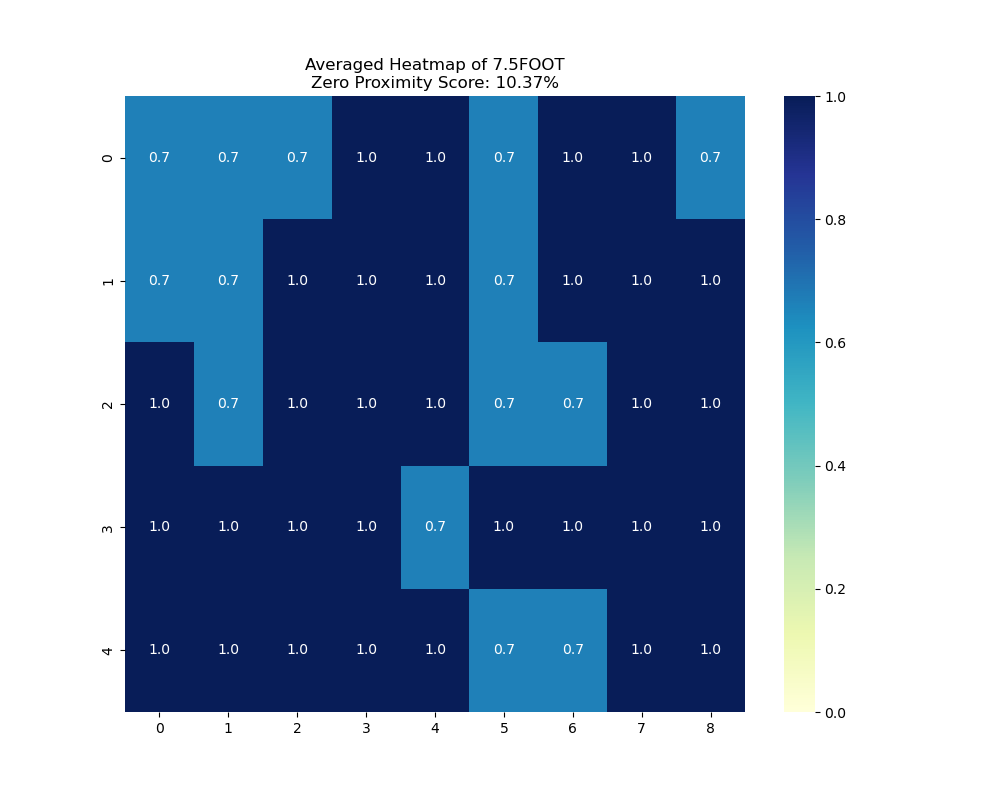 Averaged Heatmap of 7.5FOOT
Zero Proximity Score: 10.37%
0 0.7 0.7 0.7 1.0 1.0 0.7 1.0 1.0 0.7
1 0.7 0.7 1.0 1.0 1.0 0.7 1.0 1.0 1.0
2 1.0 0.7 1.0 1.0 1.0 0.7 0.7 1.0 1.0
3 1.0 1.0 1.0 1.0 0.7 1.0 1.0 1.0 1.0
4 1.0 1.0 1.0 1.0 1.0 0.7 0.7 1.0 1.0
0 1 2 3 4 5 6 7 8
1.0
0.8
0.6
0.4
0.2
0.0